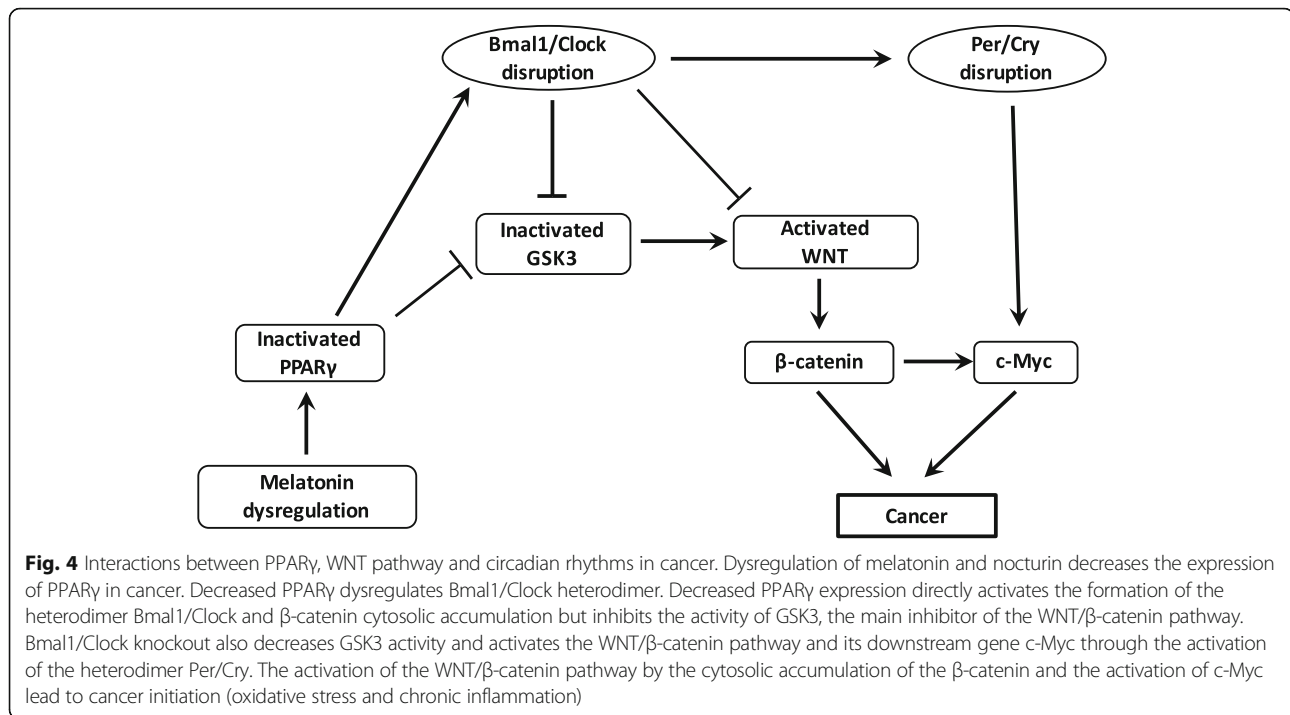 Bmal1/Clock
disruption
Per/Cry
disruption
Inactivated
GSK3
Activated
WNT
Inactivated
PPARγ
β-catenin
c-Myc
Melatonin
dysregulation
Cancer
Fig. 4 Interactions between PPARγ, WNT pathway and circadian rhythms in cancer. Dysregulation of melatonin and nocturin decreases the expression
of PPARγ in cancer. Decreased PPARγ dysregulates Bmal1/Clock heterodimer. Decreased PPARγ expression directly activates the formation of the
heterodimer Bmal1/Clock and β-catenin cytosolic accumulation but inhibits the activity of GSK3, the main inhibitor of the WNT/β-catenin pathway.
Bmal1/Clock knockout also decreases GSK3 activity and activates the WNT/β-catenin pathway and its downstream gene c-Myc through the activation
of the heterodimer Per/Cry. The activation of the WNT/β-catenin pathway by the cytosolic accumulation of the β-catenin and the activation of c-Myc
lead to cancer initiation (oxidative stress and chronic inflammation)